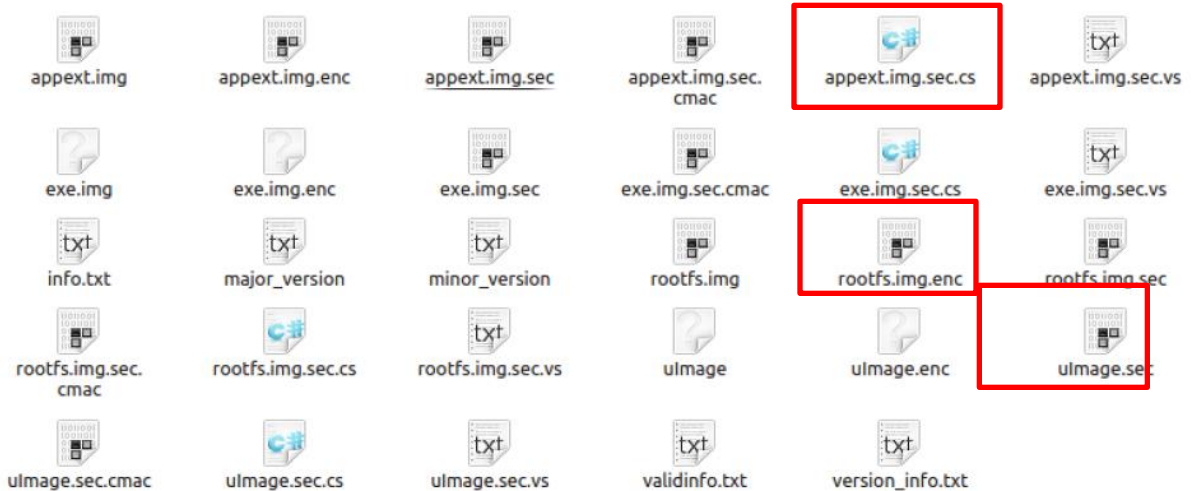 appext.img
appext.img.enc
appext.img.sec
appext.img.sec.
cmac
appext.img.sec.cs
appext.img.sec.vs
exe.img
exe.img.enc
exe.img.sec
exe.img.sec.cmac
exe.img.sec.cs
exe.img.sec.vs
info.txt
major_version
minor_version
rootfs.img
rootfs.img.enc
rootfs.img.sec
rootfs.img.sec.
cmac
rootfs.img.sec.cs
rootfs.img.sec.vs
uImage
uImage.enc
uImage.sec
uImage.sec.cmac
uImage.sec.cs
uImage.sec.vs
validinfo.txt
version_info.txt